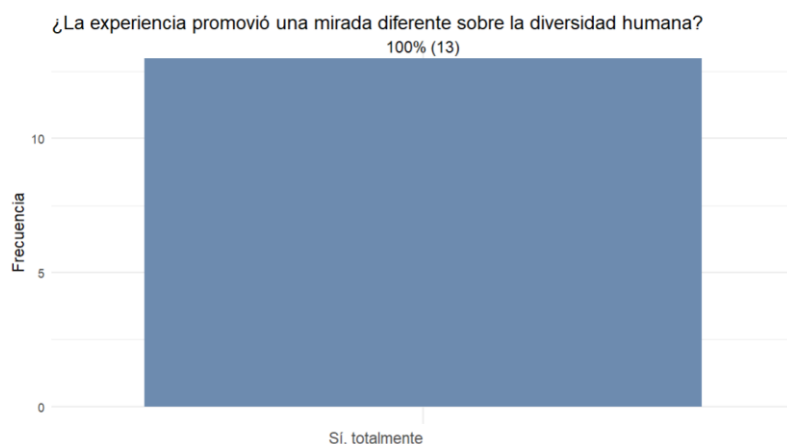 ¿La experiencia promovió una mirada diferente sobre la diversidad humana?
100% (13)
10
5
0
Frecuencia
Sí. totalmente